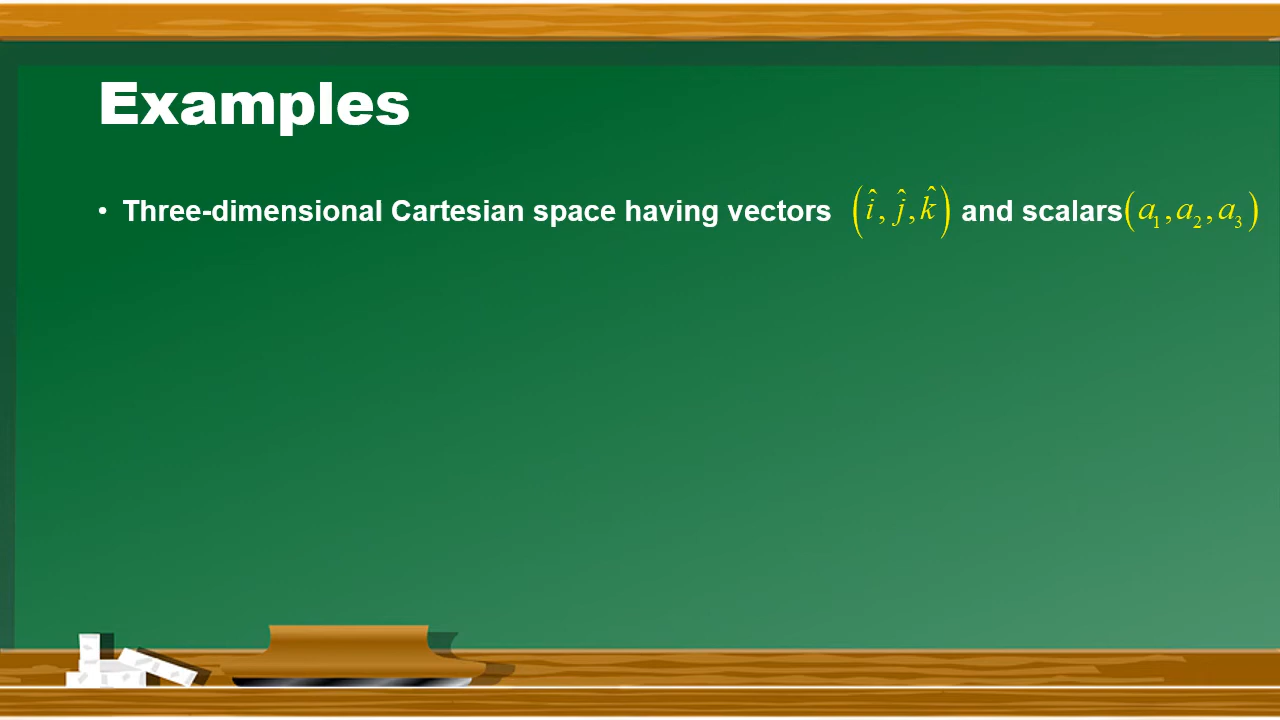 Examples
• Three-dimensional Cartesian space having vectors (î, ĵ, k̂) and scalars(a₁, a₂, a₃)